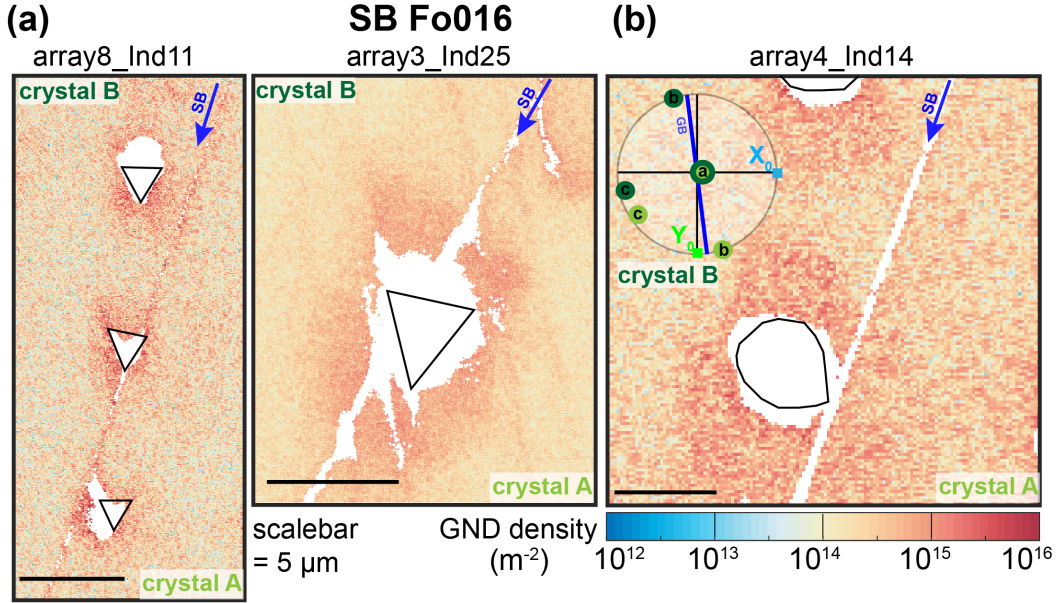 (a)
SB Fo016
(b)
array8_Ind11
array3_Ind25
array4_Ind14
crystal B
SB
crystal A
crystal B
SB
crystal A
b
GB
a
X0
c
c
Y0
b
crystal B
SB
crystal A
scalebar
= 5 µm
GND density
(m-2)
10^12 10^13 10^14 10^15 10^16